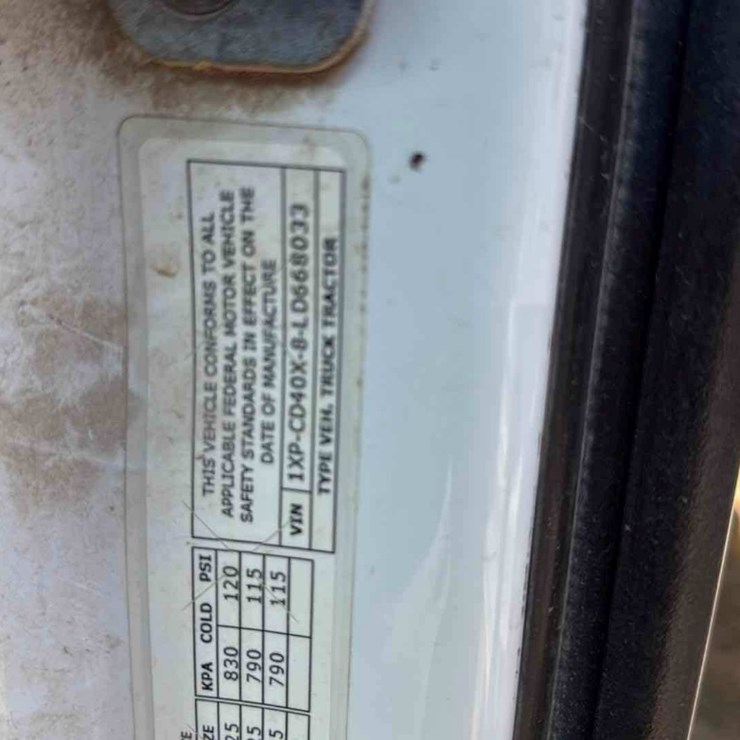 THIS VEHICLE CONFORMS TO ALL
APPLICABLE FEDERAL MOTOR VEHICLE
SAFETY STANDARDS IN EFFECT ON THE
DATE OF MANUFACTURE
VIN 1XP-CD40X-8-LD668033
TYPE VEH. TRUCK TRACTOR
KPA COLD PSI
830 120
790 115
790 115